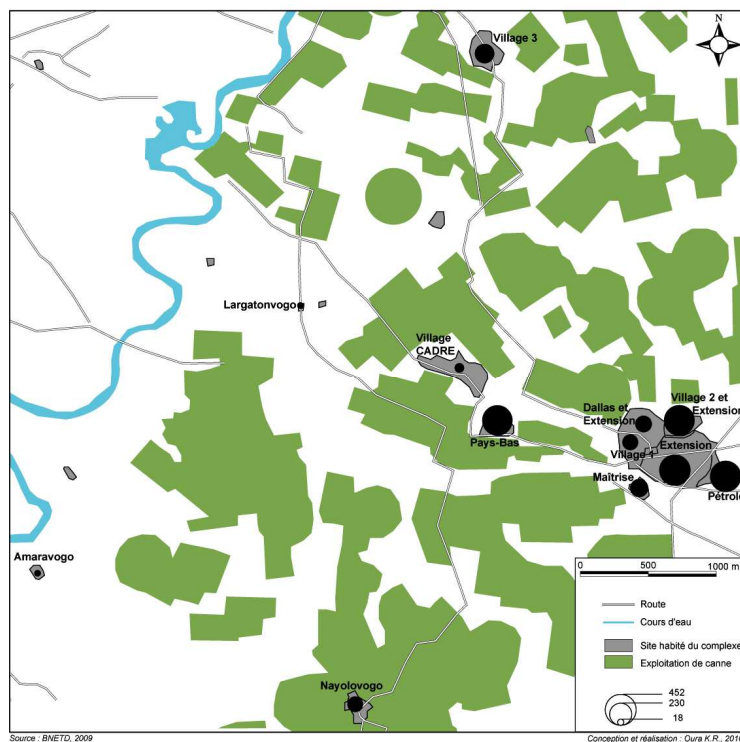 N
Village 3
Largatonvogo
Village
CADRE
Village 2 et
Extension
Dallas et
Extension
Pays-Bas
Village 1
Extension
Maîtrise
Pétrole
Amaravogo
Nayolovogo
0 500 1000 m
Route
Cours d'eau
Site habité du complexe
Exploitation de canne
452
230
18
Source : BNETD, 2009
Conception et réalisation : Oura K.R., 2010